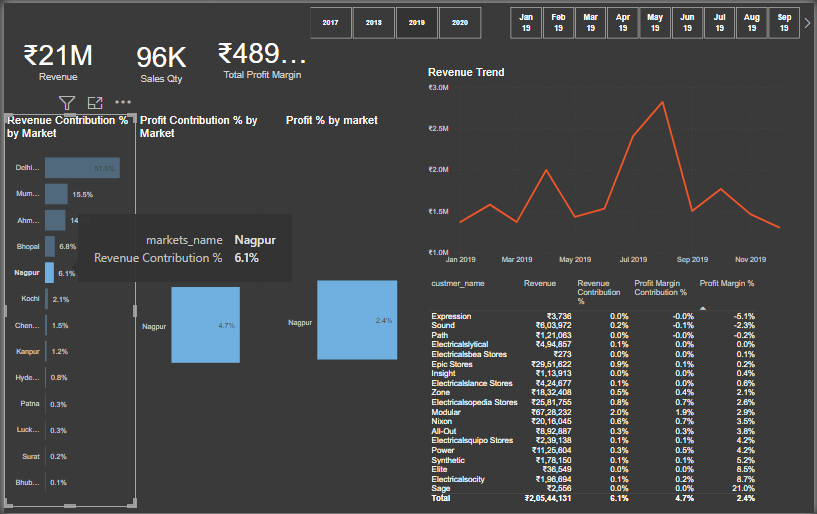 2017 2018 2019 2020
Jan 19 Feb 19 Mar 19 Apr 19 May 19 Jun 19 Jul 19 Aug 19 Sep 19
₹21M
Revenue
96K
Sales Qty
₹489...
Total Profit Margin
Revenue Contribution % by Market
Delhi... 51.5%
Mum... 15.5%
Ahm... 14
Bhopal 6.8%
Nagpur 6.1%
Kochi 2.1%
Chen... 1.5%
Kanpur 1.2%
Hyde... 0.8%
Patna 0.3%
Luck... 0.3%
Surat 0.2%
Bhub... 0.1%
markets_name Nagpur
Revenue Contribution % 6.1%
Profit Contribution % by Market
Nagpur 4.7%
Profit % by market
Nagpur 2.4%
Revenue Trend
₹3.0M
₹2.5M
₹2.0M
₹1.5M
₹1.0M
Jan 2019 Mar 2019 May 2019 Jul 2019 Sep 2019 Nov 2019
custmer_name Revenue Revenue Contribution % Profit Margin Contribution % Profit Margin %
Expression ₹3,736 0.0% -0.0% -5.1%
Sound ₹6,03,972 0.2% -0.1% -2.3%
Path ₹1,21,063 0.0% -0.0% -0.2%
Electricalslytical ₹4,94,857 0.1% 0.0% 0.0%
Electricalsbea Stores ₹273 0.0% 0.0% 0.1%
Epic Stores ₹29,51,622 0.9% 0.1% 0.2%
Insight ₹1,13,913 0.0% 0.0% 0.4%
Electricalslance Stores ₹4,24,677 0.1% 0.0% 0.6%
Zone ₹18,32,408 0.5% 0.4% 2.1%
Electricalsopedia Stores ₹25,81,755 0.8% 0.7% 2.6%
Modular ₹67,28,232 2.0% 1.9% 2.9%
Nixon ₹20,16,045 0.6% 0.7% 3.5%
All-Out ₹8,92,887 0.3% 0.3% 3.8%
Electricalsquipo Stores ₹2,39,138 0.1% 0.1% 4.2%
Power ₹11,25,604 0.3% 0.5% 4.2%
Synthetic ₹1,78,150 0.1% 0.1% 5.2%
Elite ₹36,549 0.0% 0.0% 8.5%
Electricalsocity ₹1,96,694 0.1% 0.2% 8.7%
Sage ₹2,556 0.0% 0.0% 21.0%
Total ₹2,05,44,131 6.1% 4.7% 2.4%